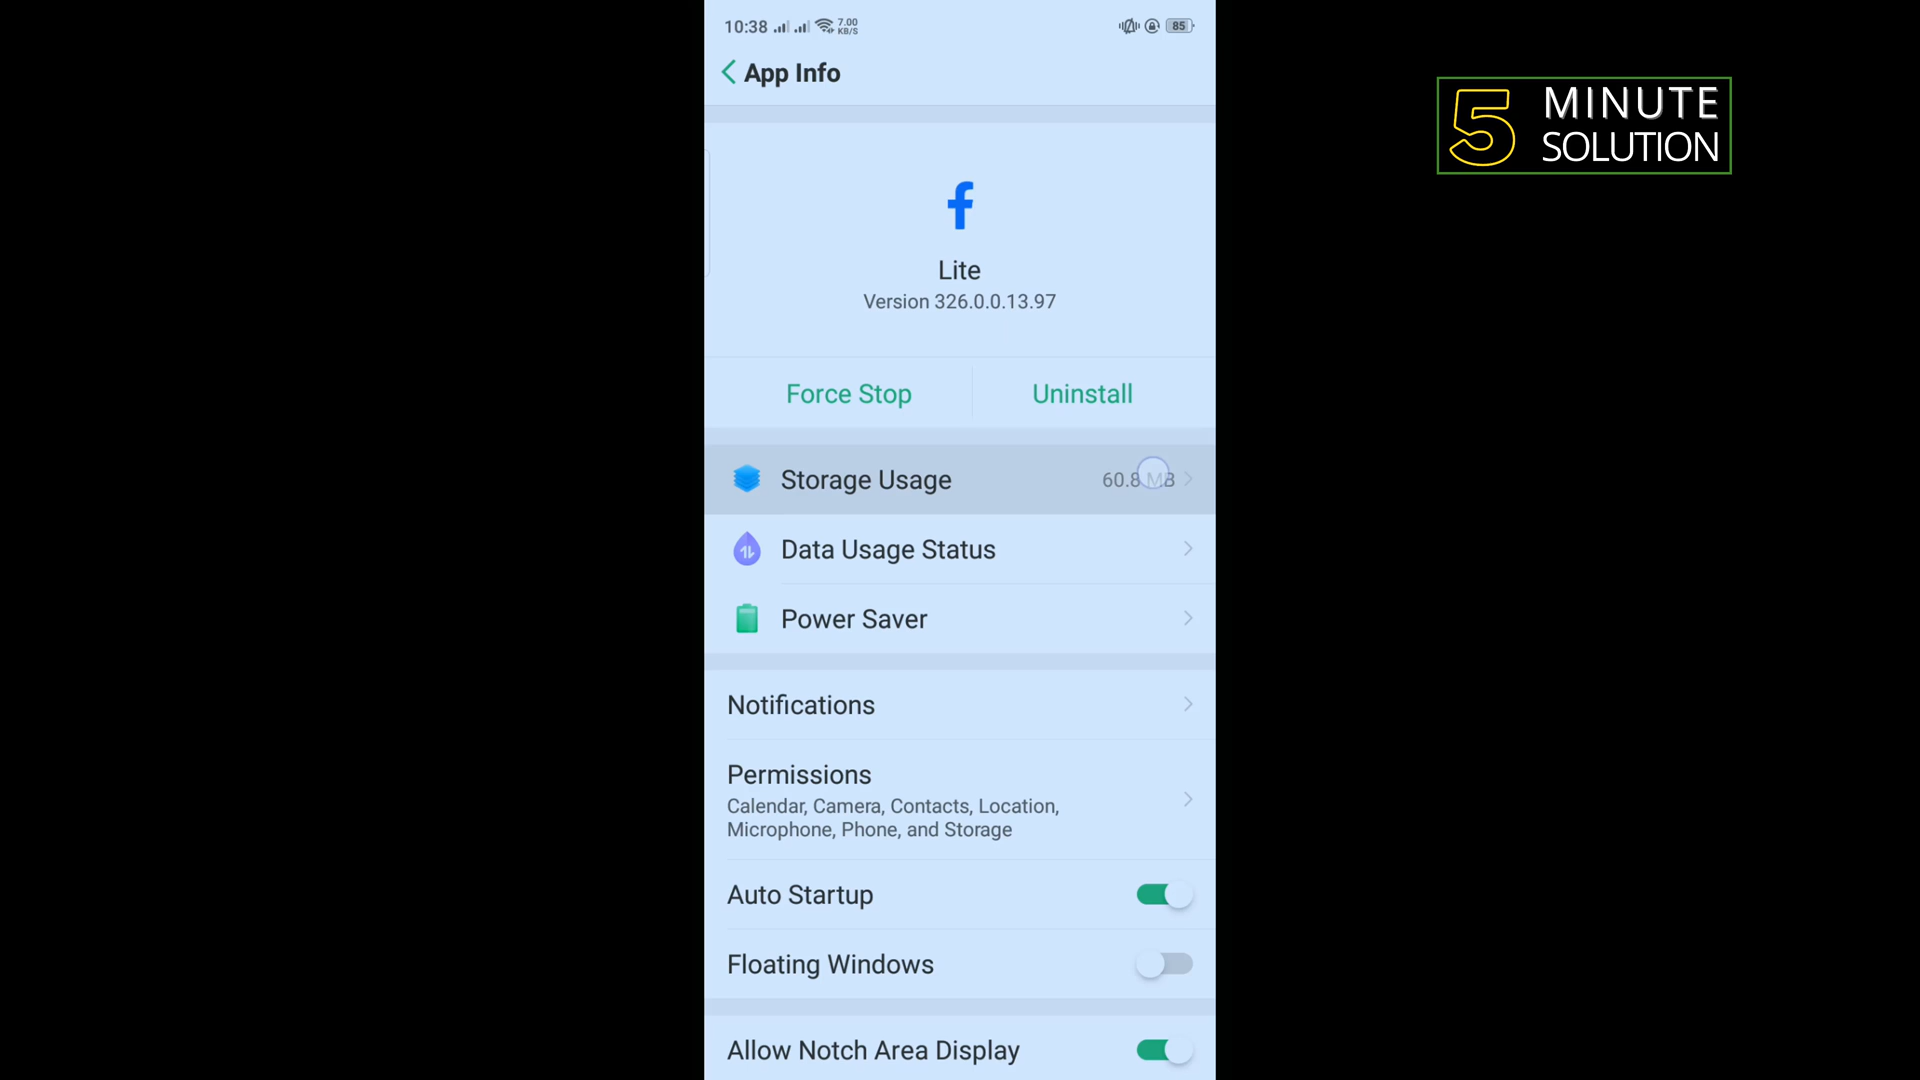 10:38 7.00 KB/S 85
App Info
5 MINUTE SOLUTION
Lite
Version 326.0.0.13.97
Force Stop Uninstall
Storage Usage 60.8 MB
Data Usage Status
Power Saver
Notifications
Permissions
Calendar, Camera, Contacts, Location,
Microphone, Phone, and Storage
Auto Startup
Floating Windows
Allow Notch Area Display